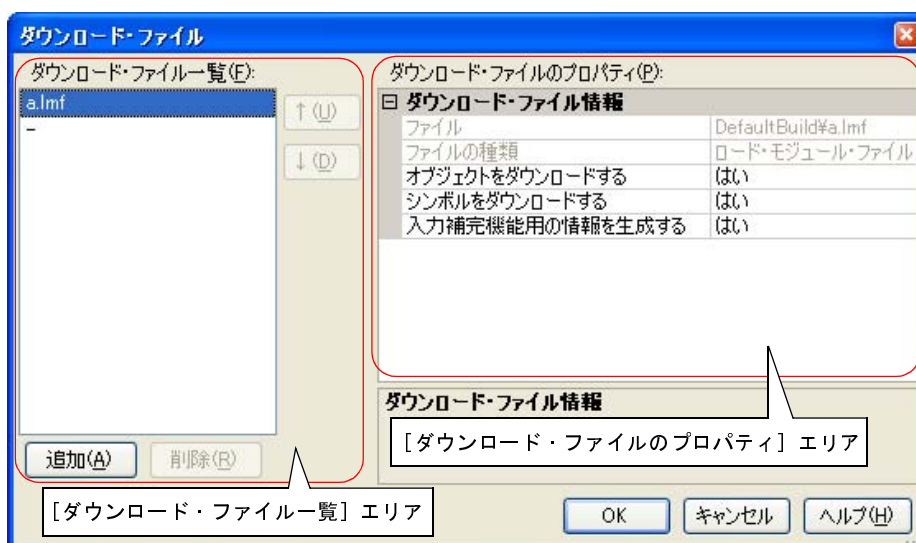 ダウンロード・ファイル
ダウンロード・ファイル一覧(F):
a.lmf
-
↑(U)
↓(D)
追加(A)
削除(R)
[ダウンロード・ファイル一覧] エリア
ダウンロード・ファイルのプロパティ(P):
ダウンロード・ファイル情報
ファイル DefaultBuild¥a.lmf
ファイルの種類 ロード・モジュール・ファイル
オブジェクトをダウンロードする はい
シンボルをダウンロードする はい
入力補完機能用の情報を生成する はい
ダウンロード・ファイル情報
[ダウンロード・ファイルのプロパティ] エリア
OK
キャンセル
ヘルプ(H)